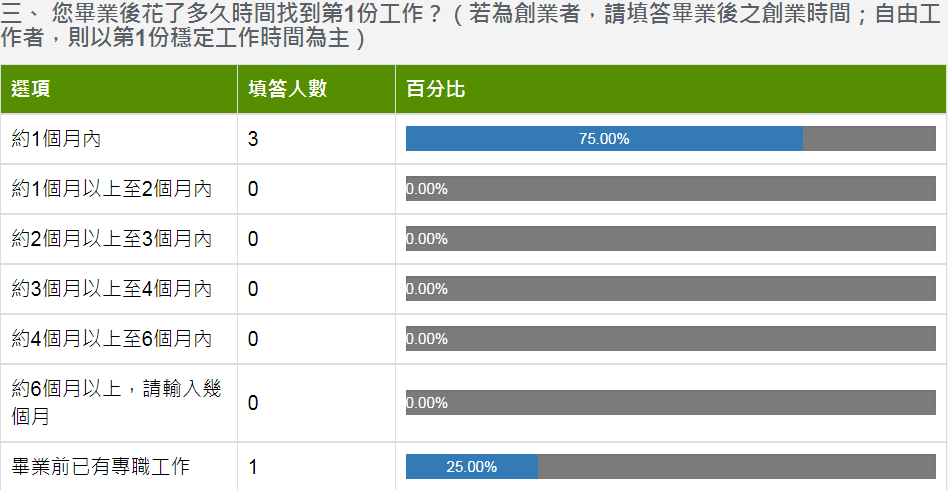 三、 您畢業後花了多久時間找到第1份工作？（若為創業者，請填答畢業後之創業時間；自由工
作者，則以第1份穩定工作時間為主）
選項 填答人數 百分比
約1個月內 3 75.00%
約1個月以上至2個月內 0 0.00%
約2個月以上至3個月內 0 0.00%
約3個月以上至4個月內 0 0.00%
約4個月以上至6個月內 0 0.00%
約6個月以上，請輸入幾
個月 0 0.00%
畢業前已有專職工作 1 25.00%